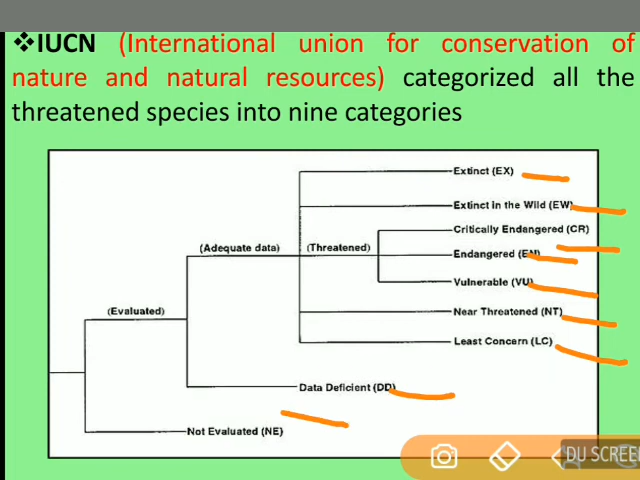 ❖IUCN (International union for conservation of
nature and natural resources) categorized all the
threatened species into nine categories
Extinct (EX)
Extinct in the Wild (EW)
Critically Endangered (CR)
(Adequate data)
(Threatened)
Endangered (EN)
Vulnerable (VU)
(Evaluated)
Near Threatened (NT)
Least Concern (LC)
Data Deficient (DD)
Not Evaluated (NE)
DU SCREE